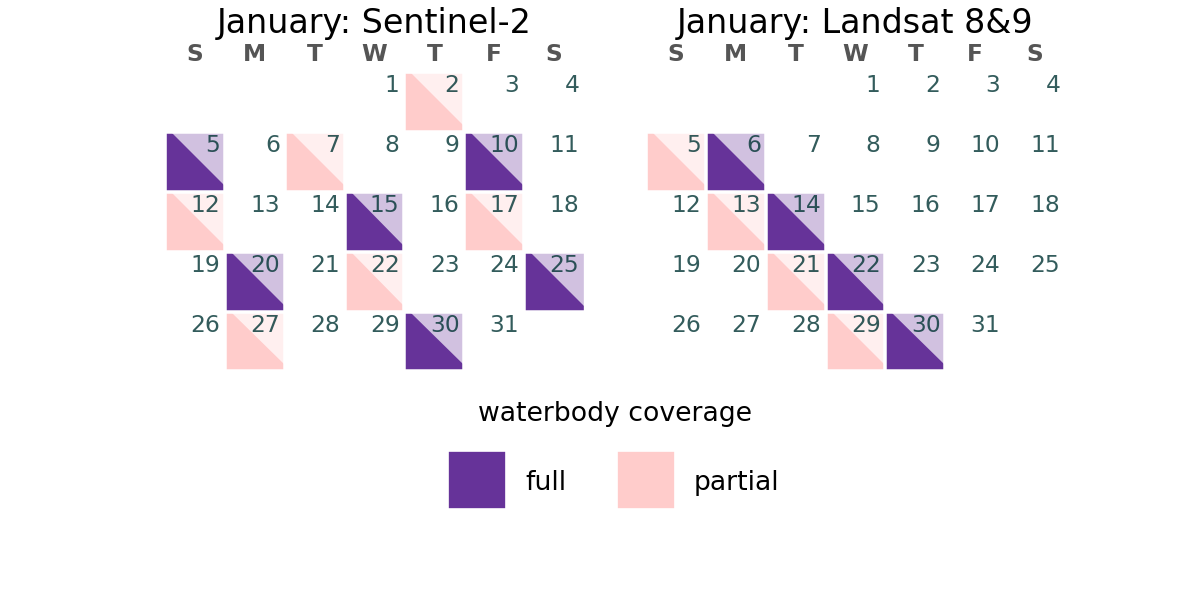 January: Sentinel-2
S M T W T F S
1 2 3 4
5 6 7 8 9 10 11
12 13 14 15 16 17 18
19 20 21 22 23 24 25
26 27 28 29 30 31
January: Landsat 8&9
S M T W T F S
1 2 3 4
5 6 7 8 9 10 11
12 13 14 15 16 17 18
19 20 21 22 23 24 25
26 27 28 29 30 31
waterbody coverage
full partial